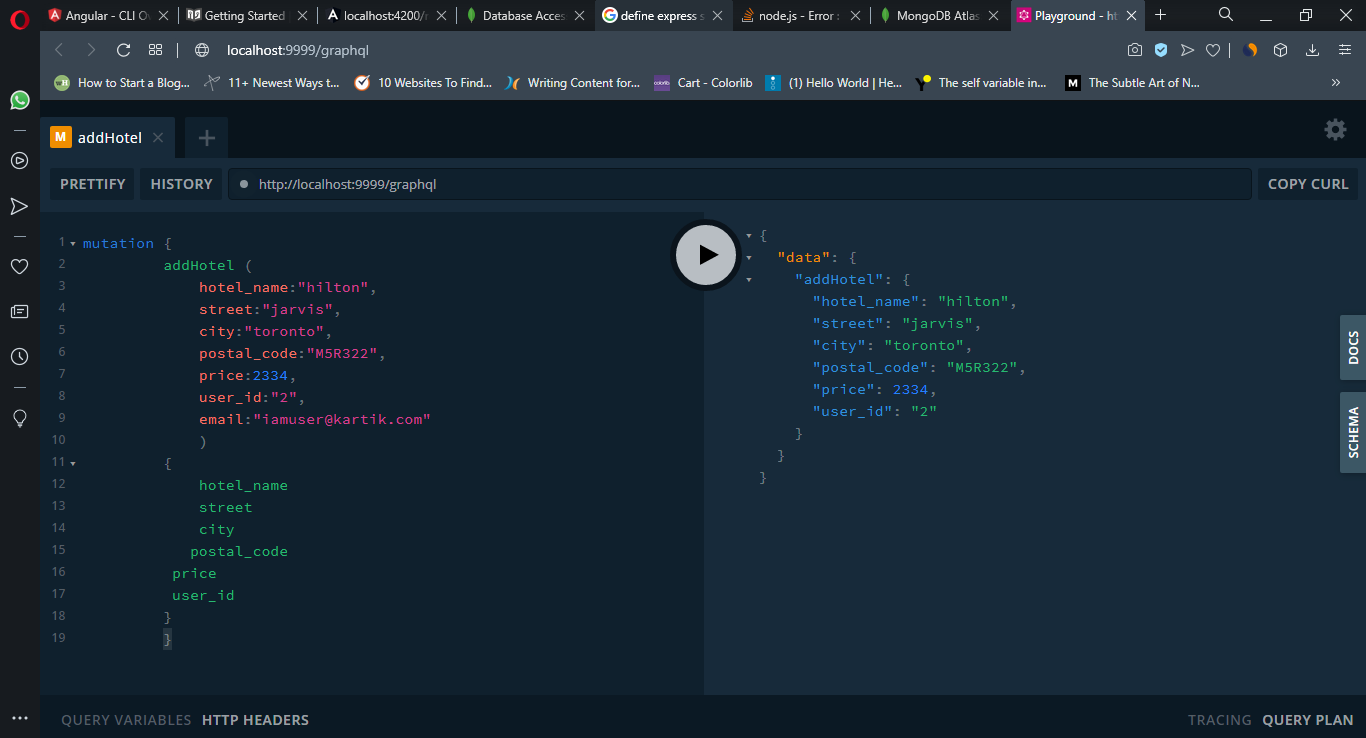 Angular - CLI O
Getting Started
localhost:4200/r
Database Acces
define express s
node.js - Error :
MongoDB Atlas
Playground - ht
localhost:9999/graphql
How to Start a Blog...
11+ Newest Ways t...
10 Websites To Find...
Writing Content for...
Cart - Colorlib
(1) Hello World | He...
The self variable in...
The Subtle Art of N...
M addHotel
PRETTIFY
HISTORY
http://localhost:9999/graphql
COPY CURL
1 mutation {
2 addHotel (
3 hotel_name:"hilton",
4 street:"jarvis",
5 city:"toronto",
6 postal_code:"M5R322",
7 price:2334,
8 user_id:"2",
9 email:"iamuser@kartik.com"
10 )
11 {
12 hotel_name
13 street
14 city
15 postal_code
16 price
17 user_id
18 }
19 }
{
"data": {
"addHotel": {
"hotel_name": "hilton",
"street": "jarvis",
"city": "toronto",
"postal_code": "M5R322",
"price": 2334,
"user_id": "2"
}
}
}
DOCS
SCHEMA
QUERY VARIABLES
HTTP HEADERS
TRACING
QUERY PLAN